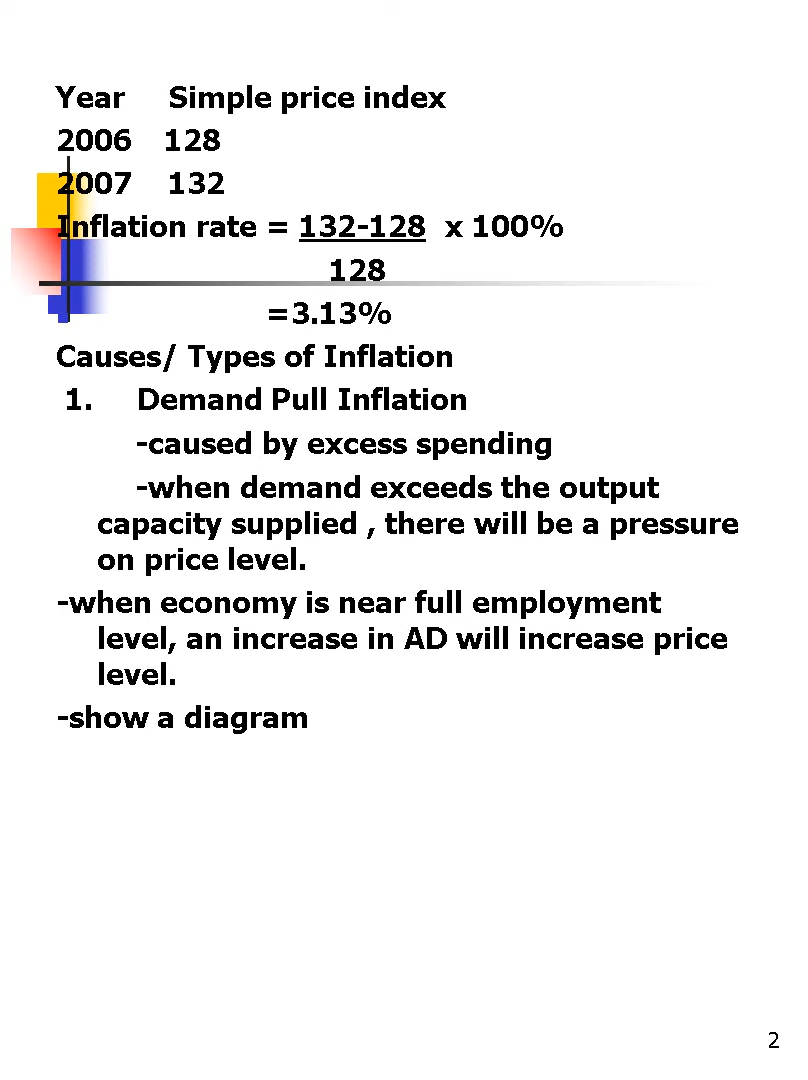 Year Simple price index
2006 128
2007 132
Inflation rate = 132-128 x 100%
128
=3.13%
Causes/ Types of Inflation
1. Demand Pull Inflation
-caused by excess spending
-when demand exceeds the output
capacity supplied , there will be a pressure
on price level.
-when economy is near full employment
level, an increase in AD will increase price
level.
-show a diagram
2